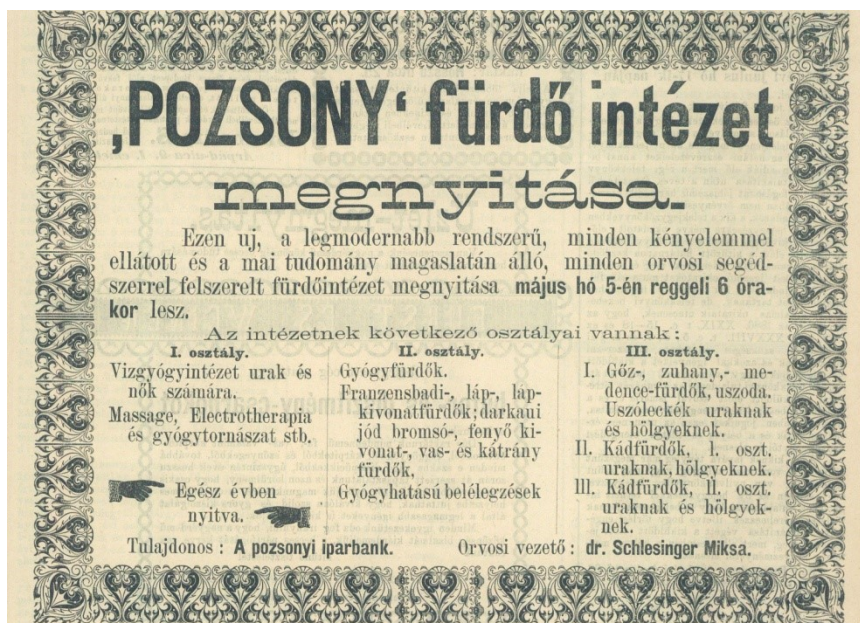 ‚POZSONY‘ fürdő intézet
megnyitása.
Ezen uj, a legmodernabb rendszerű, minden kényelemmel
ellátott és a mai tudomány magaslatán álló, minden orvosi segéd-
szerrel felszerelt fürdőintézet megnyitása május hó 5-én reggeli 6 óra-
kor lesz.
Az intézetnek következő osztályai vannak:
I. osztály.
Vizgyógyintézet urak és
nők számára.
Massage, Electrotherapia
és gyógytornászat stb.
Egész évben
nyitva.
II. osztály.
Gyógyfürdők.
Franzensbadi-, láp-, láp-
kivonatfürdők; darkaui
jód bromsó-, fenyő ki-
vonat-, vas- és kátrány
fürdők.
Gyógyhatású belélegzések
III. osztály.
I. Gőz-, zuhany,- me-
dence-fürdők, uszoda.
Uszóleckék uraknak
és hölgyeknek.
II. Kádfürdők, I. oszt.
uraknak, hölgyeknek.
III. Kádfürdők, II. oszt.
uraknak és hölgyek-
nek.
Tulajdonos: A pozsonyi iparbank. Orvosi vezető: dr. Schlesinger Miksa.